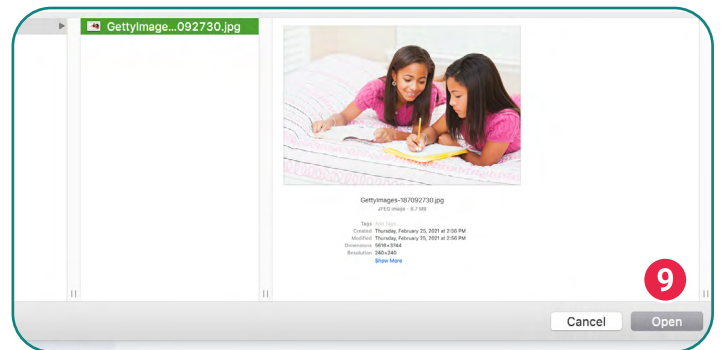 GettyImage...092730.jpg
GettyImages-187092730.jpg
JPEG image - 6.7 MB
Tags Add Tags...
Created Thursday, February 25, 2021 at 2:56 PM
Modified Thursday, February 25, 2021 at 2:56 PM
Dimensions 5616×3744
Resolution 240×240
Show More
9
Cancel Open